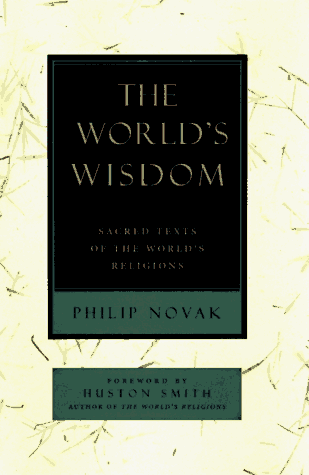 THE
WORLD'S
WISDOM
SACRED TEXTS
OF THE WORLD'S
RELIGIONS
PHILIP NOVAK
FOREWORD BY
HUSTON SMITH
AUTHOR OF THE WORLD'S RELIGIONS